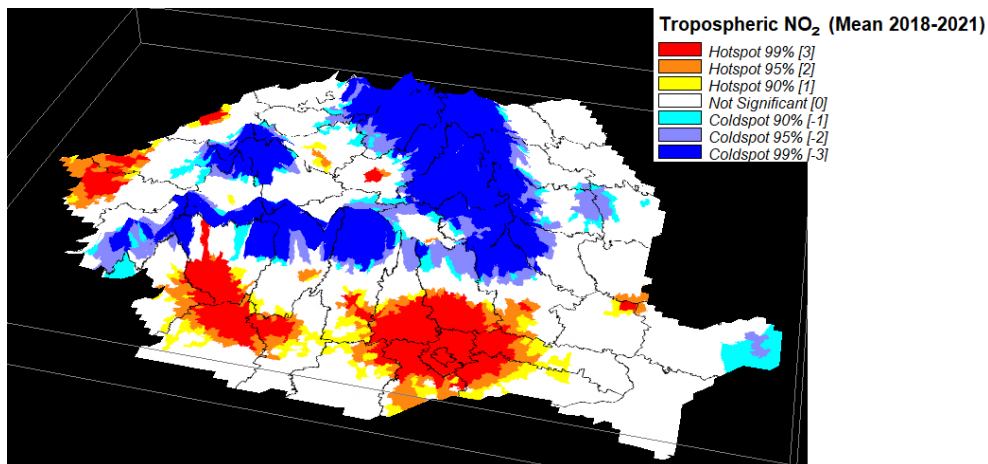 Tropospheric NO₂ (Mean 2018-2021)
Hotspot 99% [3]
Hotspot 95% [2]
Hotspot 90% [1]
Not Significant [0]
Coldspot 90% [-1]
Coldspot 95% [-2]
Coldspot 99% [-3]